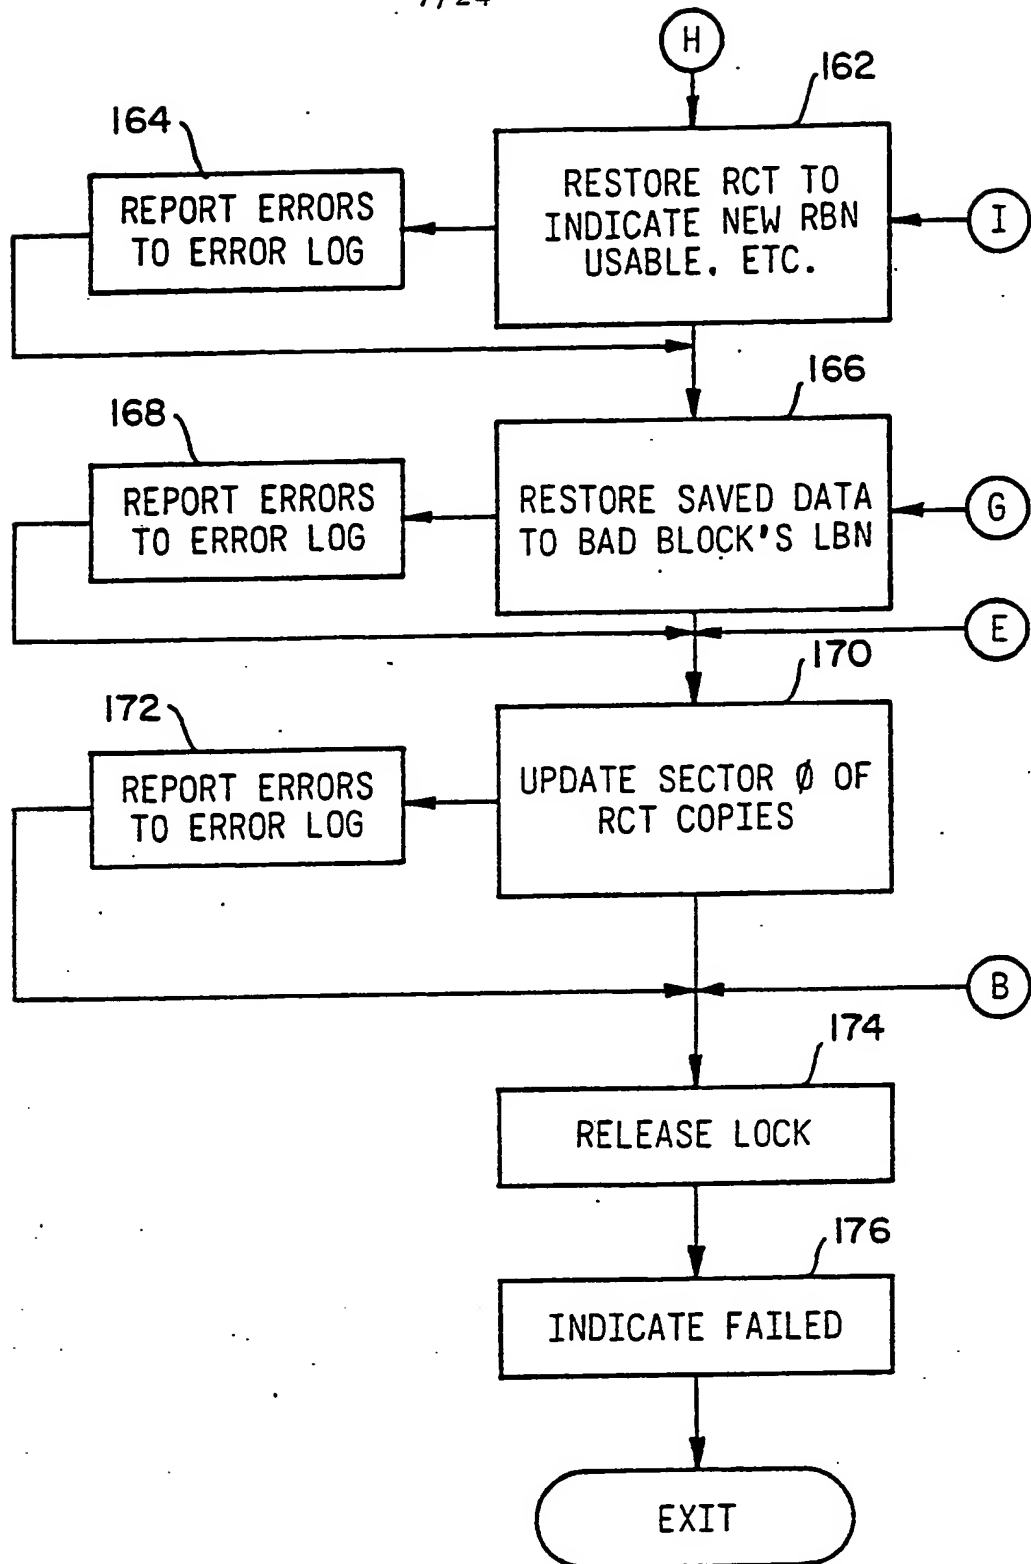 H
162
164
RESTORE RCT TO
INDICATE NEW RBN
USABLE. ETC.
I
REPORT ERRORS
TO ERROR LOG
166
168
RESTORE SAVED DATA
TO BAD BLOCK'S LBN
G
REPORT ERRORS
TO ERROR LOG
E
170
172
UPDATE SECTOR Ø OF
RCT COPIES
REPORT ERRORS
TO ERROR LOG
B
174
RELEASE LOCK
176
INDICATE FAILED
EXIT